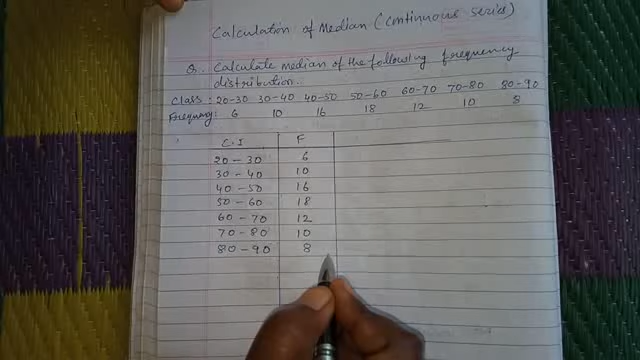 Calculation of Median (Continuous series)
Q. Calculate median of the following frequency
distribution.
Class: 20-30 30-40 40-50 50-60 60-70 70-80 80-90
Frequency: 6 10 16 18 12 10 8
C.I F
20-30 6
30-40 10
40-50 16
50-60 18
60-70 12
70-80 10
80-90 8